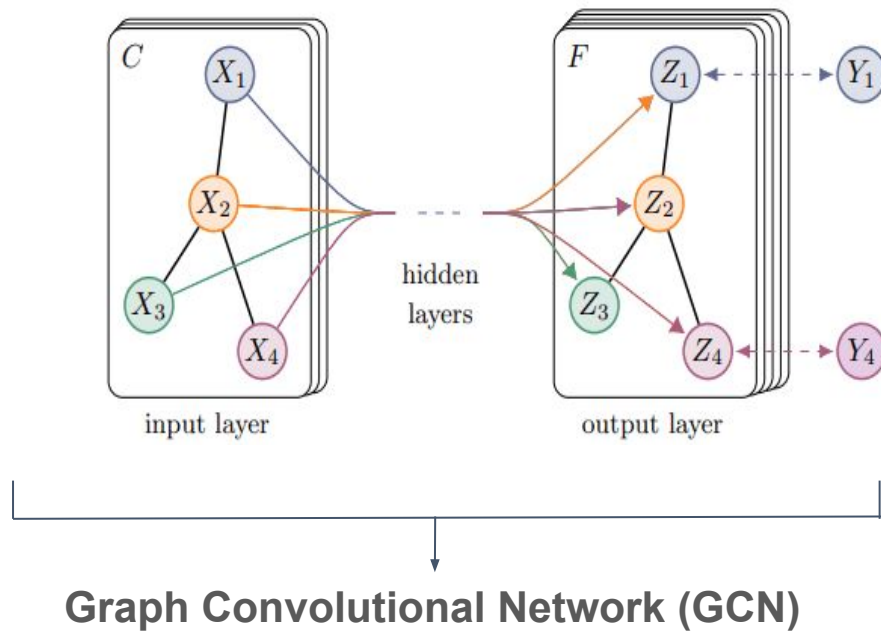 C
X₁
X₂
X₃
X₄
input layer
hidden
layers
F
Z₁
Z₂
Z₃
Z₄
output layer
Y₁
Y₄
Graph Convolutional Network (GCN)